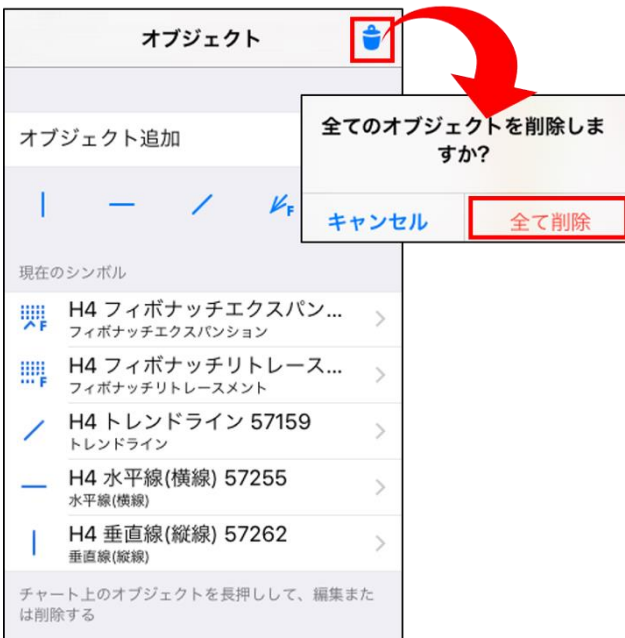 オブジェクト
オブジェクト追加
F
全てのオブジェクトを削除しま
すか?
キャンセル
全て削除
現在のシンボル
F
H4 フィボナッチエクスパン...
フィボナッチエクスパンション
F
H4 フィボナッチリトレース...
フィボナッチリトレースメント
H4 トレンドライン 57159
トレンドライン
H4 水平線(横線) 57255
水平線(横線)
H4 垂直線(縦線) 57262
垂直線(縦線)
チャート上のオブジェクトを長押しして、編集また
は削除する